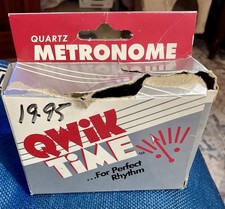 QUARTZ
METRONOME
19.95
QWIK
TIME
...For Perfect
Rhythm